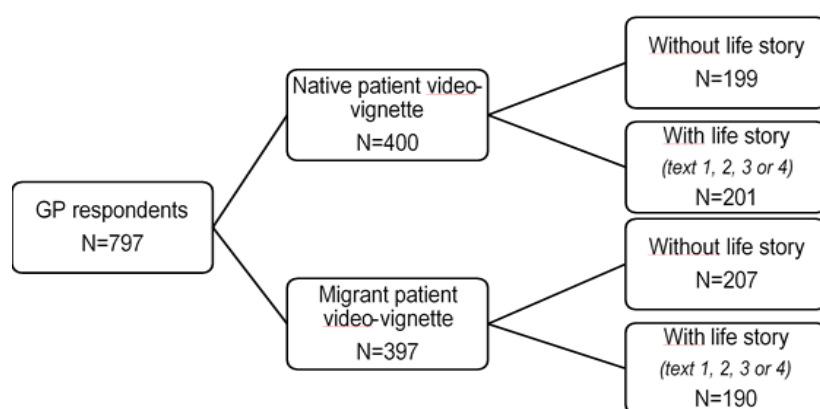 GP respondents
N=797
Native patient video-
vignette
N=400
Migrant patient
video-vignette
N=397
Without life story
N=199
With life story
(text 1, 2, 3 or 4)
N=201
Without life story
N=207
With life story
(text 1, 2, 3 or 4)
N=190